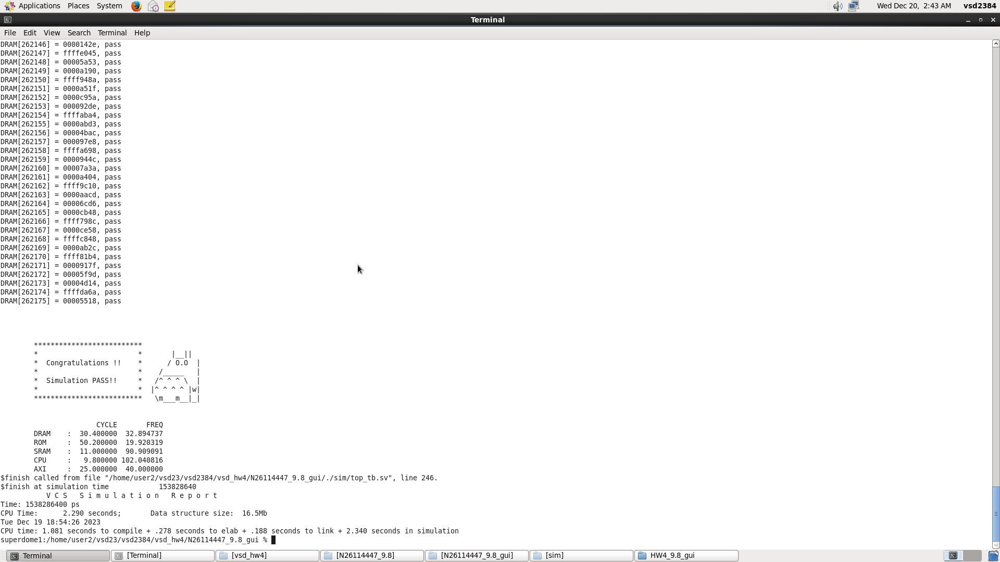 Applications Places System Wed Dec 20, 2:43 AM vsd2384
Terminal
File Edit View Search Terminal Help
DRAM[262146] = 0000142e, pass
DRAM[262147] = ffffe045, pass
DRAM[262148] = 00005a53, pass
DRAM[262149] = 0000a190, pass
DRAM[262150] = ffff948a, pass
DRAM[262151] = 0000a51f, pass
DRAM[262152] = 0000c95a, pass
DRAM[262153] = 000092de, pass
DRAM[262154] = ffffaba4, pass
DRAM[262155] = 0000abd3, pass
DRAM[262156] = 00004bac, pass
DRAM[262157] = 000097e8, pass
DRAM[262158] = ffffa698, pass
DRAM[262159] = 0000944c, pass
DRAM[262160] = 00007a3a, pass
DRAM[262161] = 0000a404, pass
DRAM[262162] = ffff9c10, pass
DRAM[262163] = 0000aacd, pass
DRAM[262164] = 00006cd6, pass
DRAM[262165] = 0000cb48, pass
DRAM[262166] = ffff798c, pass
DRAM[262167] = 0000ce58, pass
DRAM[262168] = ffffc848, pass
DRAM[262169] = 0000ab2c, pass
DRAM[262170] = ffff81b4, pass
DRAM[262171] = 0000917f, pass
DRAM[262172] = 00005f9d, pass
DRAM[262173] = 00004d14, pass
DRAM[262174] = ffffda6a, pass
DRAM[262175] = 00005518, pass
**************************
*                        *       |__||
*  Congratulations !!    *      / O.O  |
*                        *    /_____   |
*  Simulation PASS!!     *   /^ ^ ^ \  |
*                        *  |^ ^ ^ ^ |w|
**************************   \m___m__|_|
CYCLE       FREQ
DRAM    :  30.400000  32.894737
ROM     :  50.200000  19.920319
SRAM    :  11.000000  90.909091
CPU     :   9.800000 102.040816
AXI     :  25.000000  40.000000
$finish called from file "/home/user2/vsd23/vsd2384/vsd_hw4/N26114447_9.8_gui/./sim/top_tb.sv", line 246.
$finish at simulation time            153828640
V C S   S i m u l a t i o n   R e p o r t
Time: 1538286400 ps
CPU Time:      2.290 seconds;       Data structure size:  16.5Mb
Tue Dec 19 18:54:26 2023
CPU time: 1.081 seconds to compile + .278 seconds to elab + .188 seconds to link + 2.340 seconds in simulation
superdome1:/home/user2/vsd23/vsd2384/vsd_hw4/N26114447_9.8_gui %
Terminal [Terminal] [vsd_hw4] [N26114447_9.8] [N26114447_9.8_gui] [sim] HW4_9.8_gui